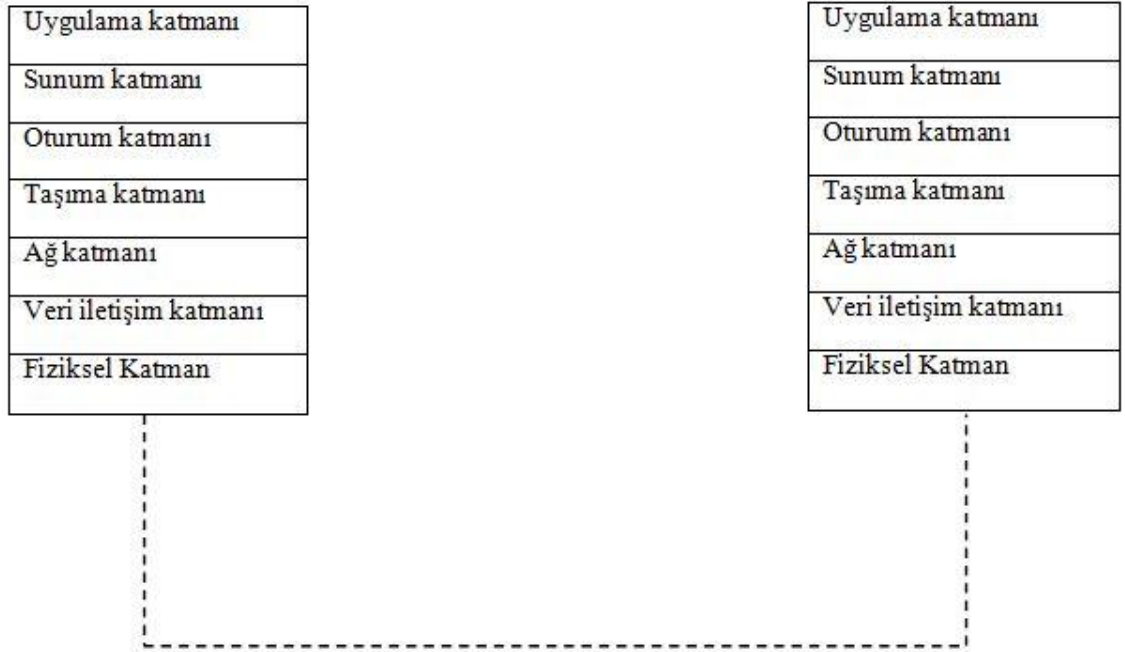 Uygulama katmanı
Sunum katmanı
Oturum katmanı
Taşıma katmanı
Ağ katmanı
Veri iletişim katmanı
Fiziksel Katman
Uygulama katmanı
Sunum katmanı
Oturum katmanı
Taşıma katmanı
Ağ katmanı
Veri iletişim katmanı
Fiziksel Katman